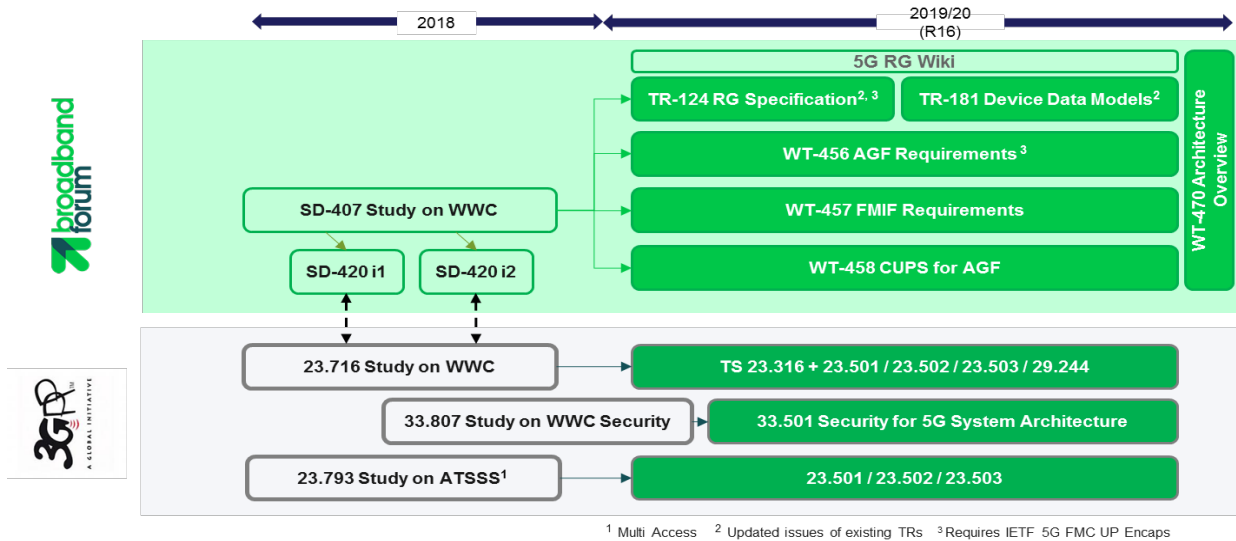 2018
2019/20
(R16)
broadband
forum
5G RG Wiki
TR-124 RG Specification2, 3
TR-181 Device Data Models2
WT-456 AGF Requirements 3
SD-407 Study on WWC
WT-457 FMIF Requirements
SD-420 i1
SD-420 i2
WT-458 CUPS for AGF
WT-470 Architecture
Overview
3GPP™
A GLOBAL INITIATIVE
23.716 Study on WWC
TS 23.316 + 23.501 / 23.502 / 23.503 / 29.244
33.807 Study on WWC Security
33.501 Security for 5G System Architecture
23.793 Study on ATSSS1
23.501 / 23.502 / 23.503
1 Multi Access 2 Updated issues of existing TRs 3 Requires IETF 5G FMC UP Encaps